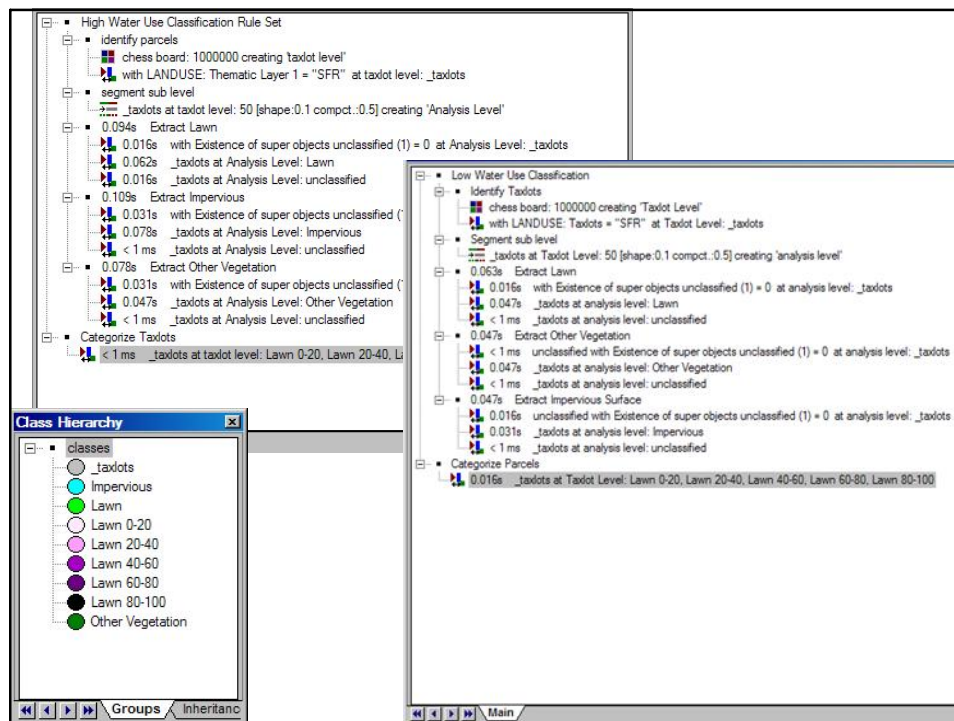 High Water Use Classification Rule Set
identify parcels
chess board: 1000000 creating 'taxlot level'
with LANDUSE: Thematic Layer 1 = "SFR" at taxlot level: _taxlots
segment sub level
_taxlots at taxlot level: 50 [shape:0.1 compct.:0.5] creating 'Analysis Level'
0.094s Extract Lawn
0.016s with Existence of super objects unclassified (1) = 0 at Analysis Level: _taxlots
0.062s _taxlots at Analysis Level: Lawn
0.016s _taxlots at Analysis Level: unclassified
0.109s Extract Impervious
0.031s with Existence of super objects unclassified (
0.078s _taxlots at Analysis Level: Impervious
< 1 ms _taxlots at Analysis Level: unclassified
0.078s Extract Other Vegetation
0.031s with Existence of super objects unclassified (
0.047s _taxlots at Analysis Level: Other Vegetation
< 1 ms _taxlots at Analysis Level: unclassified
Categorize Taxlots
< 1 ms _taxlots at taxlot level: Lawn 0-20, Lawn 20-40,
Low Water Use Classification
Identify Taxlots
chess board: 1000000 creating 'Taxlot Level'
with LANDUSE: Taxlots = "SFR" at Taxlot Level: _taxlots
Segment sub level
_taxlots at Taxlot Level: 50 [shape:0.1 compct.:0.5] creating 'analysis level'
0.063s Extract Lawn
0.016s with Existence of super objects unclassified (1) = 0 at analysis level: _taxlots
0.047s _taxlots at analysis level: Lawn
< 1 ms _taxlots at analysis level: unclassified
0.047s Extract Other Vegetation
< 1 ms unclassified with Existence of super objects unclassified (1) = 0 at analysis level: _taxlots
0.047s _taxlots at analysis level: Other Vegetation
< 1 ms _taxlots at analysis level: unclassified
0.047s Extract Impervious Surface
0.016s unclassified with Existence of super objects unclassified (1) = 0 at analysis level: _taxlots
0.031s _taxlots at analysis level: Impervious
< 1 ms _taxlots at analysis level: unclassified
Categorize Parcels
0.016s _taxlots at Taxlot Level: Lawn 0-20, Lawn 20-40, Lawn 40-60, Lawn 60-80, Lawn 80-100
Main
Class Hierarchy
classes
_taxlots
Impervious
Lawn
Lawn 0-20
Lawn 20-40
Lawn 40-60
Lawn 60-80
Lawn 80-100
Other Vegetation
Groups
Inheritanc